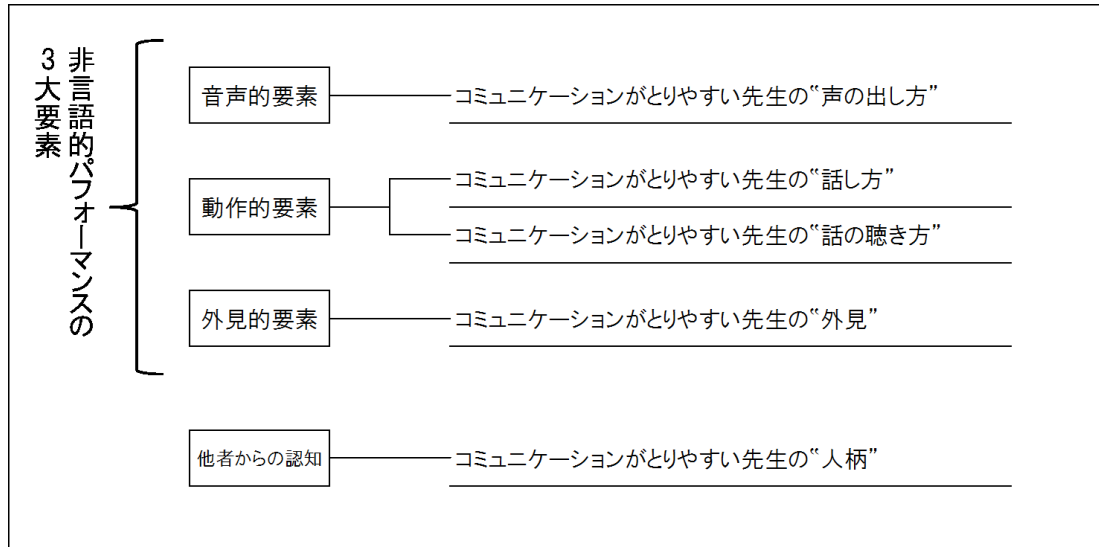 非言語的パフォーマンスの
3大要素
音声的要素
コミュニケーションがとりやすい先生の“声の出し方”
動作的要素
コミュニケーションがとりやすい先生の“話し方”
コミュニケーションがとりやすい先生の“話の聴き方”
外見的要素
コミュニケーションがとりやすい先生の“外見”
他者からの認知
コミュニケーションがとりやすい先生の“人柄”